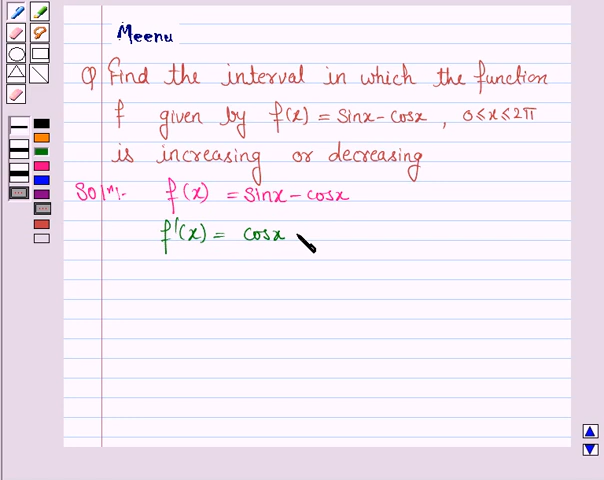 Meenu
Q Find the interval in which the function
f given by f(x) = sinx - cosx , 0≤x≤2π
is increasing or decreasing
Solⁿ:- f(x) = sinx - cosx
f'(x) = cosx